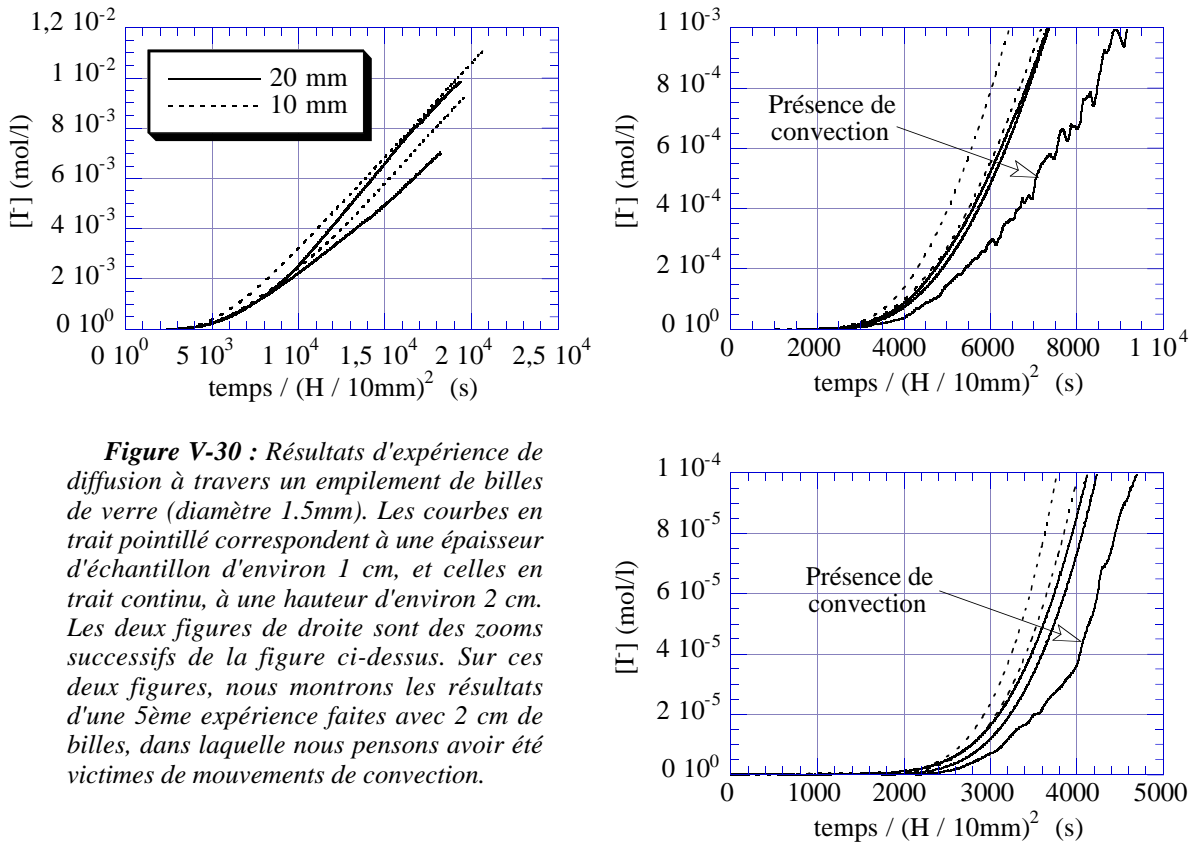 1,2 10-2
1 10-2
8 10-3
6 10-3
4 10-3
2 10-3
0 100
[I-] (mol/l)
20 mm
10 mm
0 100
5 103
1 104
1,5 104
2 104
2,5 104
temps / (H / 10mm)2 (s)
1 10-3
8 10-4
6 10-4
4 10-4
2 10-4
0 100
[I-] (mol/l)
Présence de
convection
0
2000
4000
6000
8000
1 104
temps / (H / 10mm)2 (s)
Figure V-30 : Résultats d'expérience de
diffusion à travers un empilement de billes
de verre (diamètre 1.5mm). Les courbes en
trait pointillé correspondent à une épaisseur
d'échantillon d'environ 1 cm, et celles en
trait continu, à une hauteur d'environ 2 cm.
Les deux figures de droite sont des zooms
successifs de la figure ci-dessus. Sur ces
deux figures, nous montrons les résultats
d'une 5ème expérience faites avec 2 cm de
billes, dans laquelle nous pensons avoir été
victimes de mouvements de convection.
1 10-4
8 10-5
6 10-5
4 10-5
2 10-5
0 100
[I-] (mol/l)
Présence de
convection
0
1000
2000
3000
4000
5000
temps / (H / 10mm)2 (s)